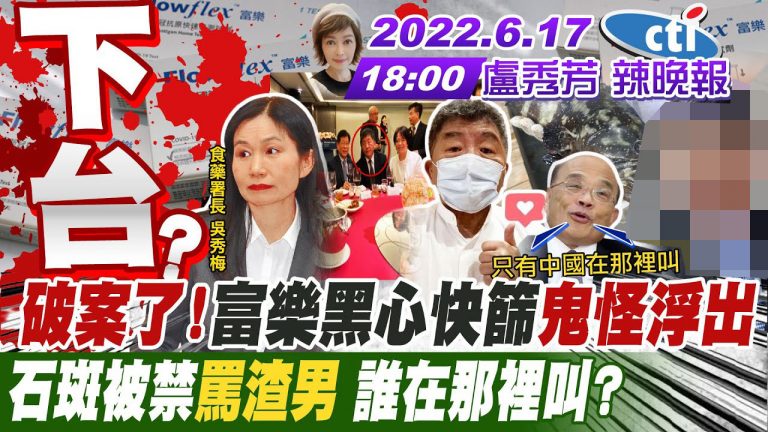 lowflex 富樂
Flowflex 富樂
2022.6.17
cti
18:00 盧秀芳 辣晚報
下台?
食藥署長 吳秀梅
只有中國在那裡叫
破案了!富樂黑心快篩鬼怪浮出
石斑被禁罵渣男 誰在那裡叫?